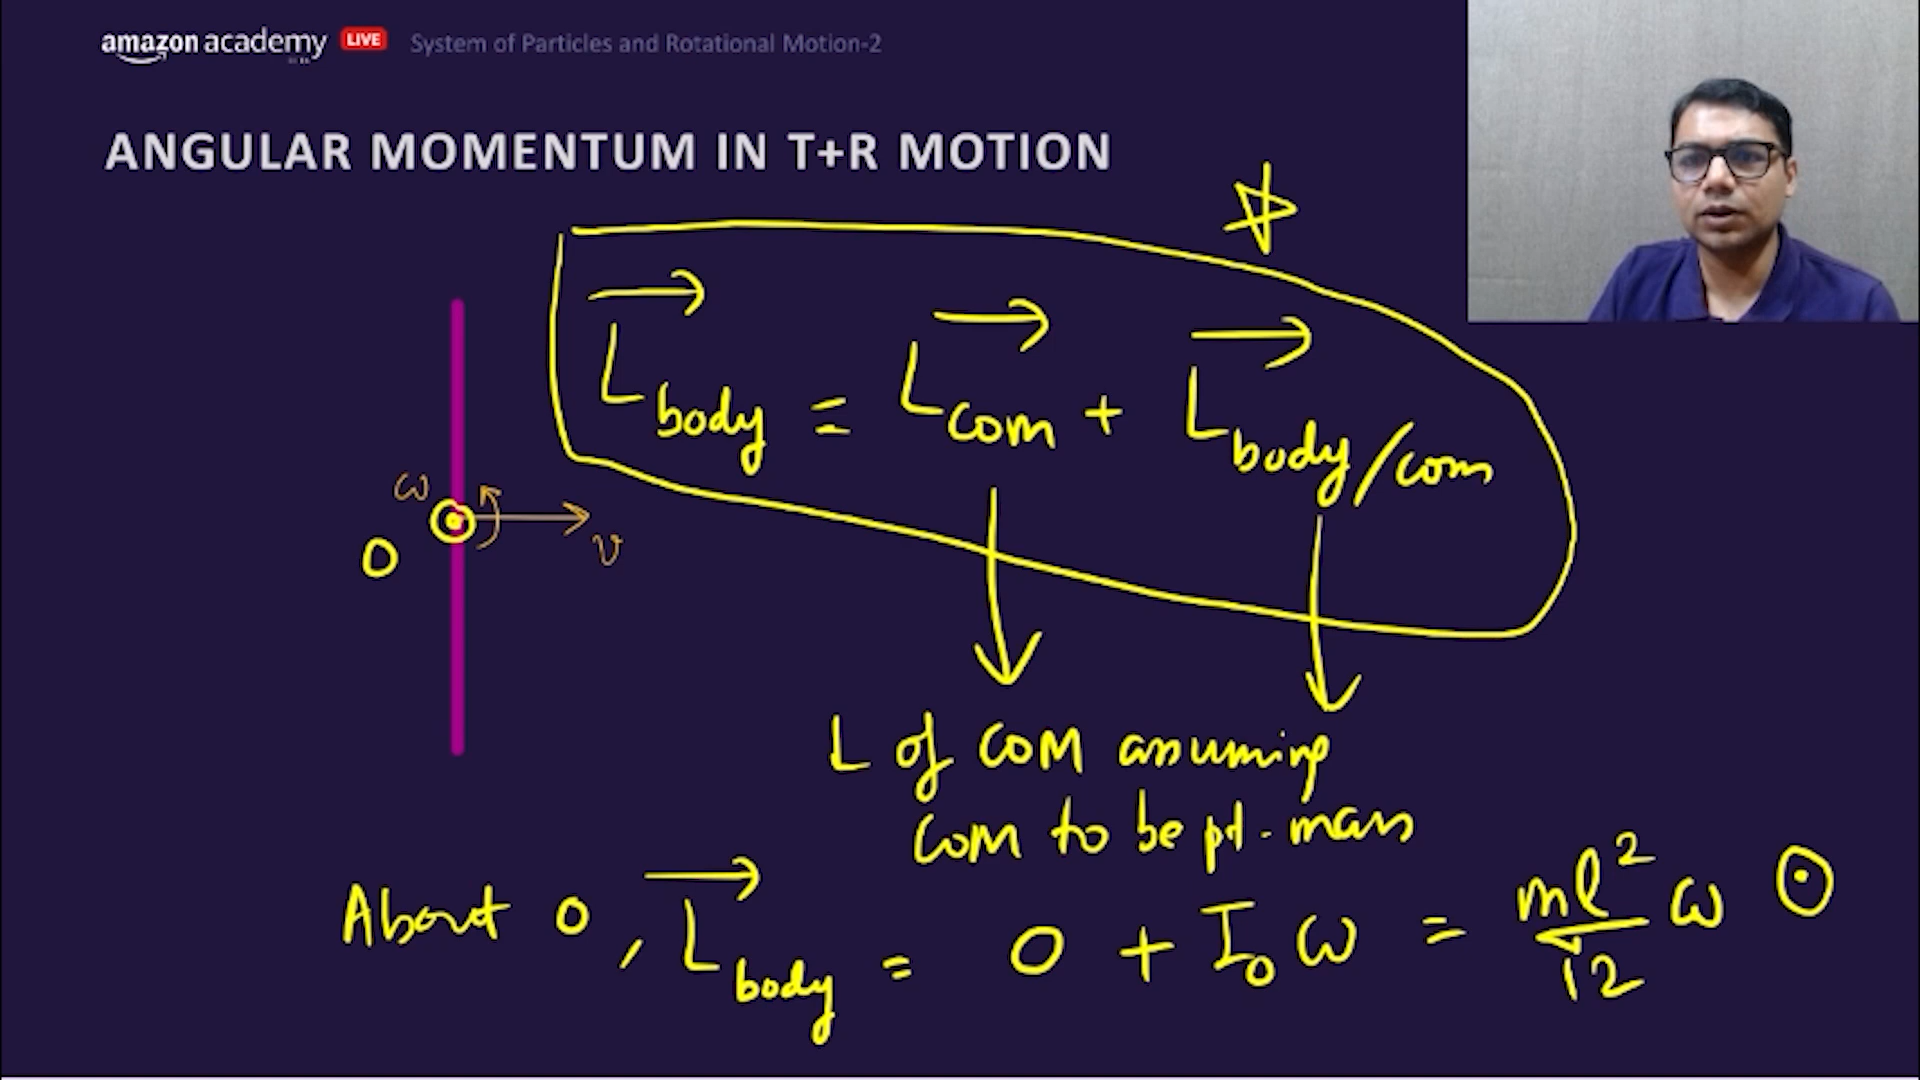 amazon academy LIVE System of Particles and Rotational Motion-2
ANGULAR MOMENTUM IN T+R MOTION
L body = L com + L body/com
ω
O
v
L of COM assuming
COM to be pt. mass
About O, L body = 0 + I₀ω = ml²/12 ω ⊙